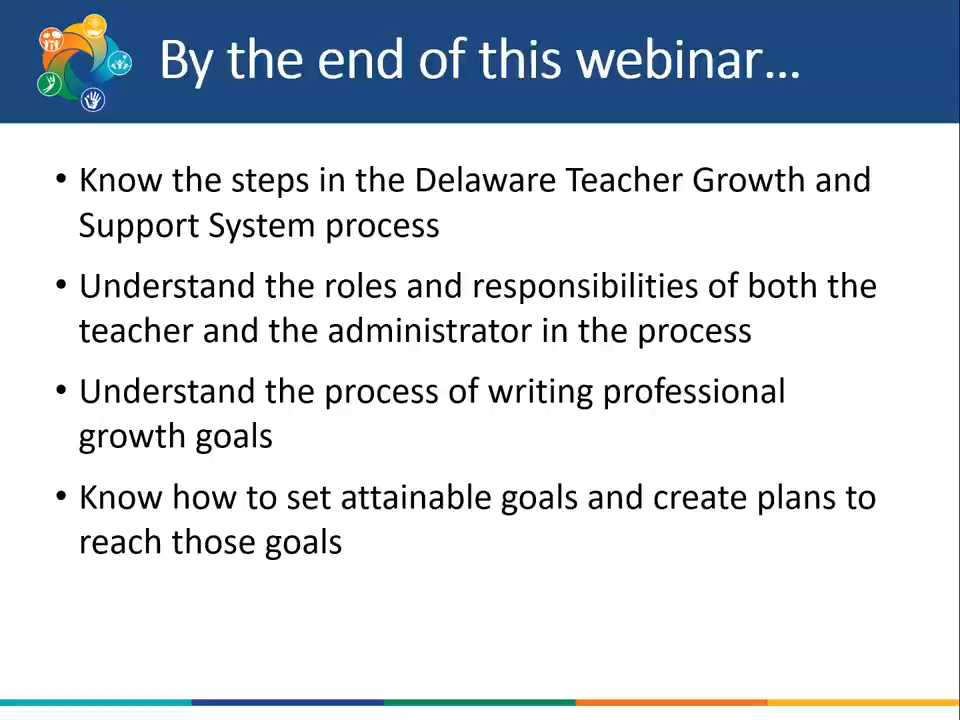 By the end of this webinar...
• Know the steps in the Delaware Teacher Growth and
Support System process
• Understand the roles and responsibilities of both the
teacher and the administrator in the process
• Understand the process of writing professional
growth goals
• Know how to set attainable goals and create plans to
reach those goals